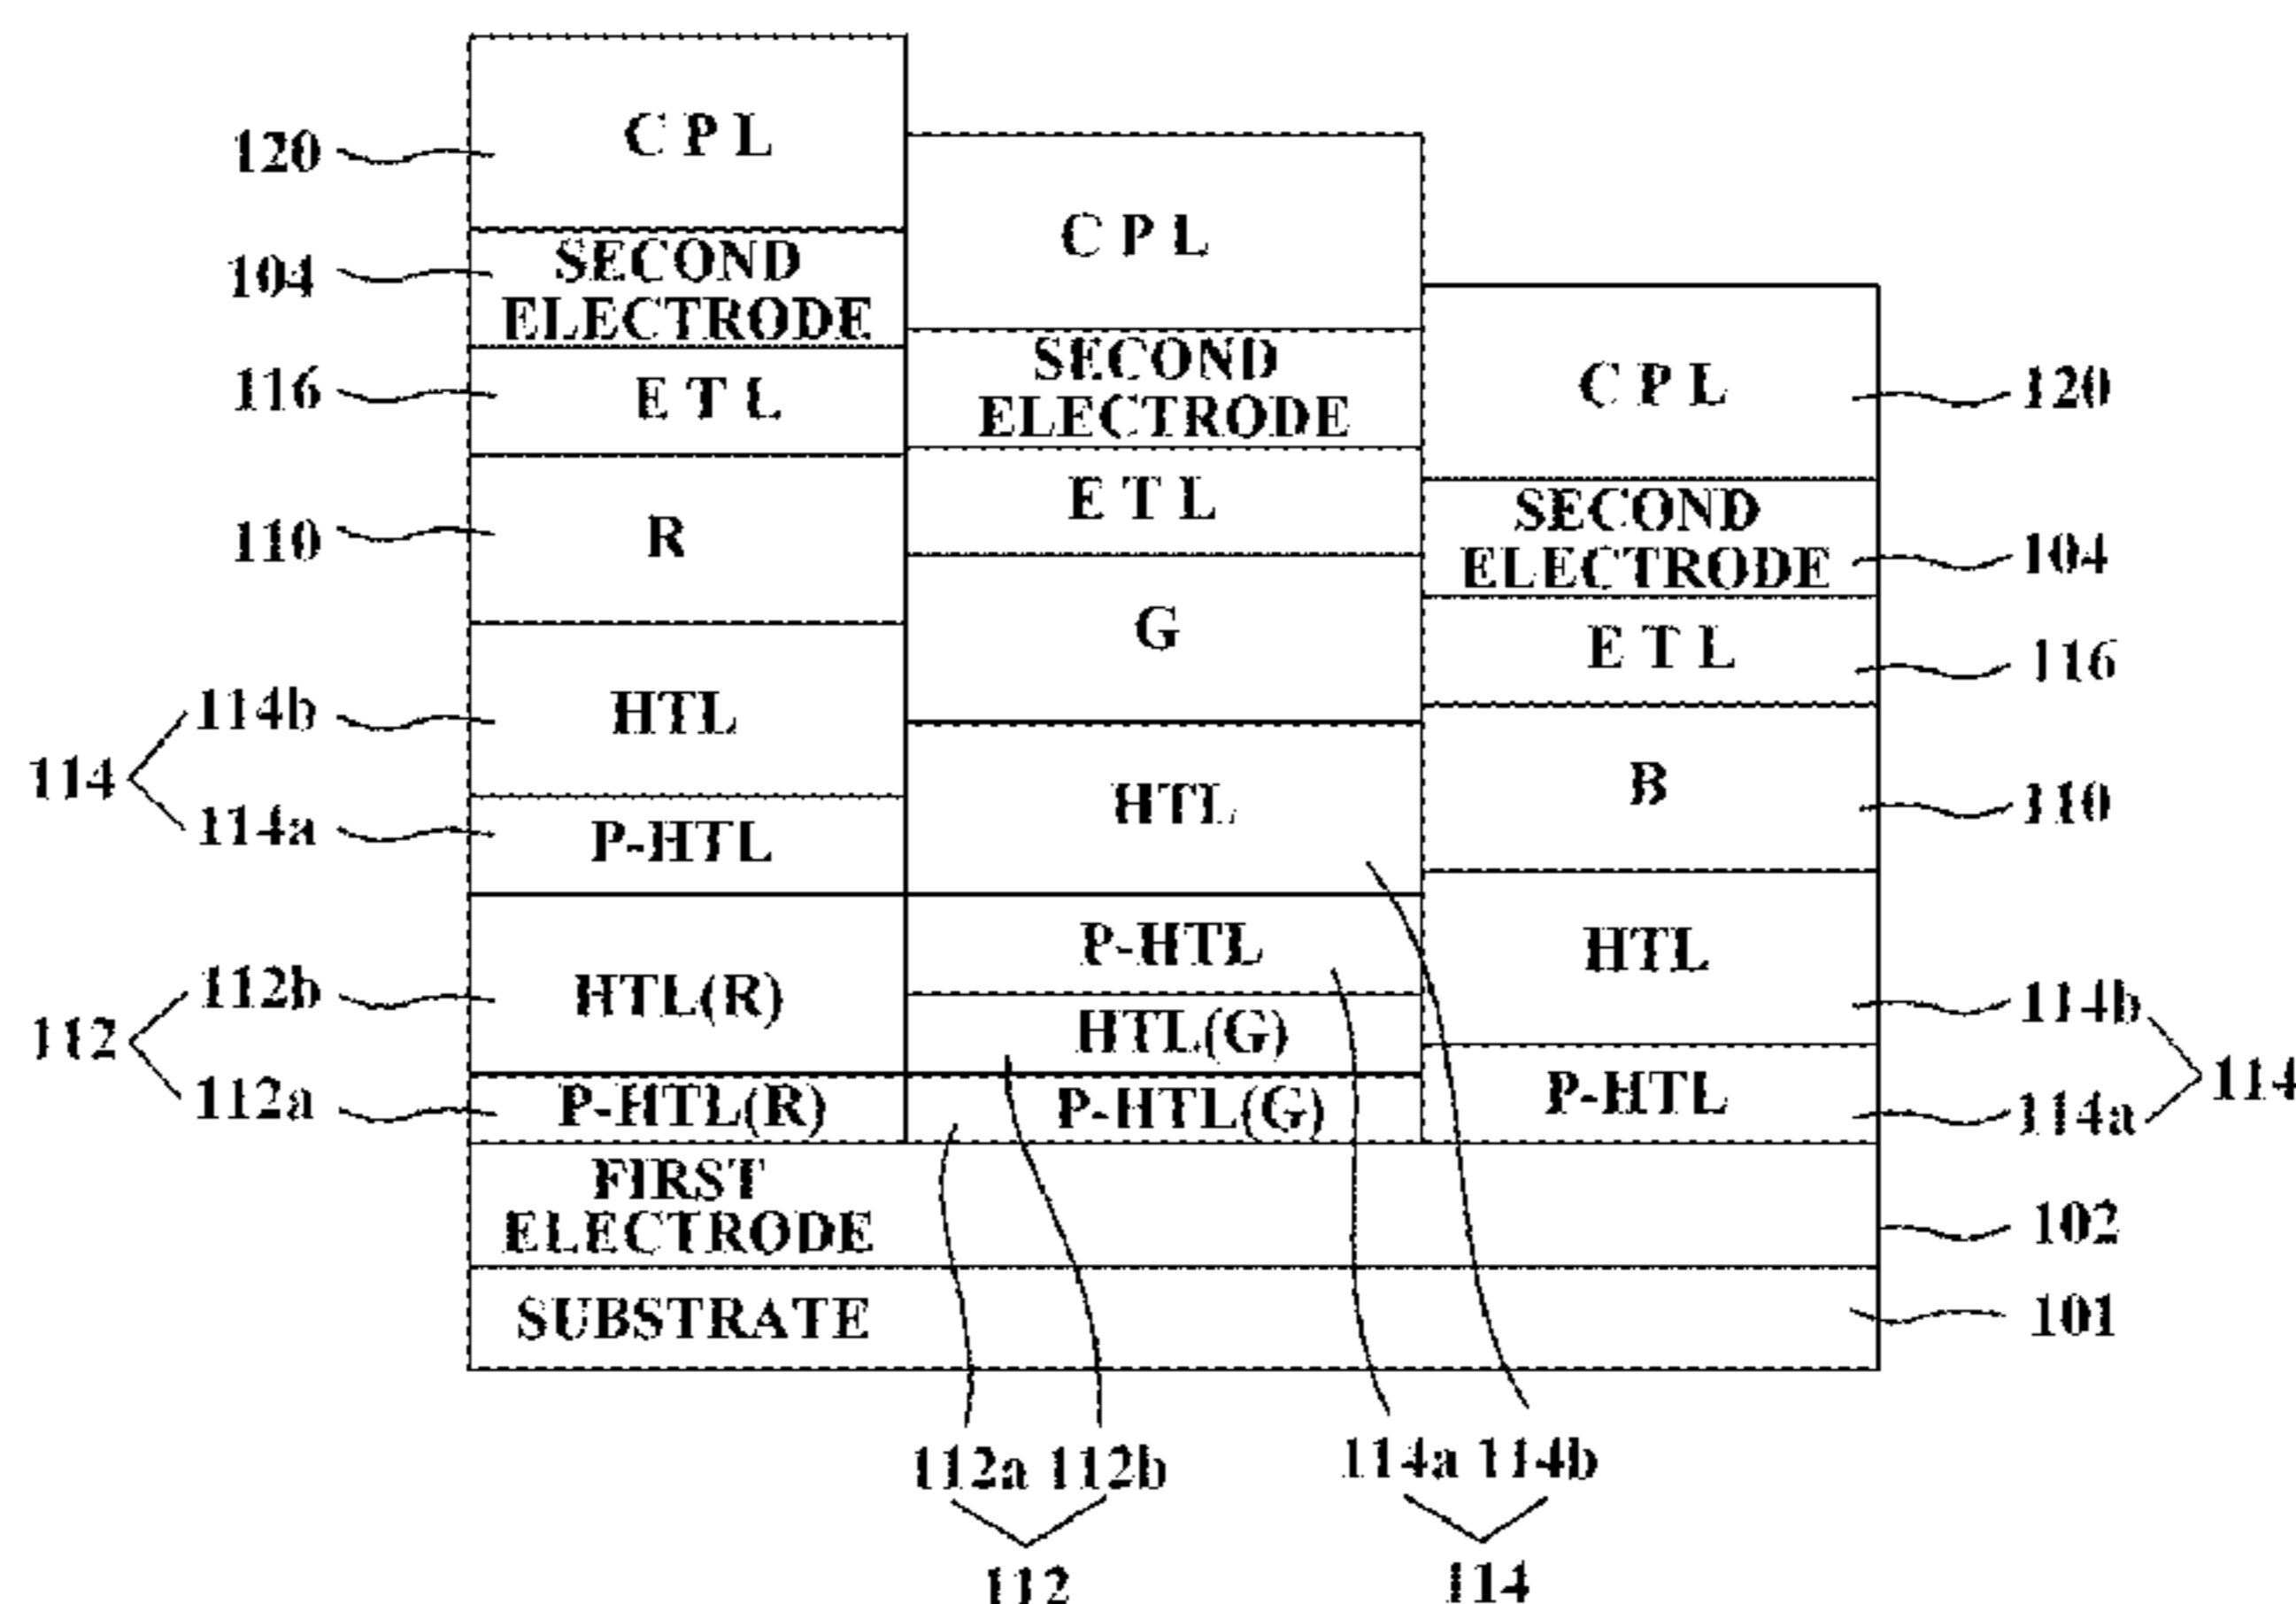 120
C P L
104
SECOND
ELECTRODE
116
E T L
110
R
114
114b
HTL
114a
P-HTL
112
112b
HTL(R)
112a
P-HTL(R)
C P L
SECOND
ELECTRODE
E T L
G
HTL
P-HTL
HTL(G)
P-HTL(G)
C P L
120
SECOND
ELECTRODE
104
E T L
116
B
110
HTL
114b
P-HTL
114a
114
FIRST
ELECTRODE
102
SUBSTRATE
101
112a 112b
112
114a 114b
114